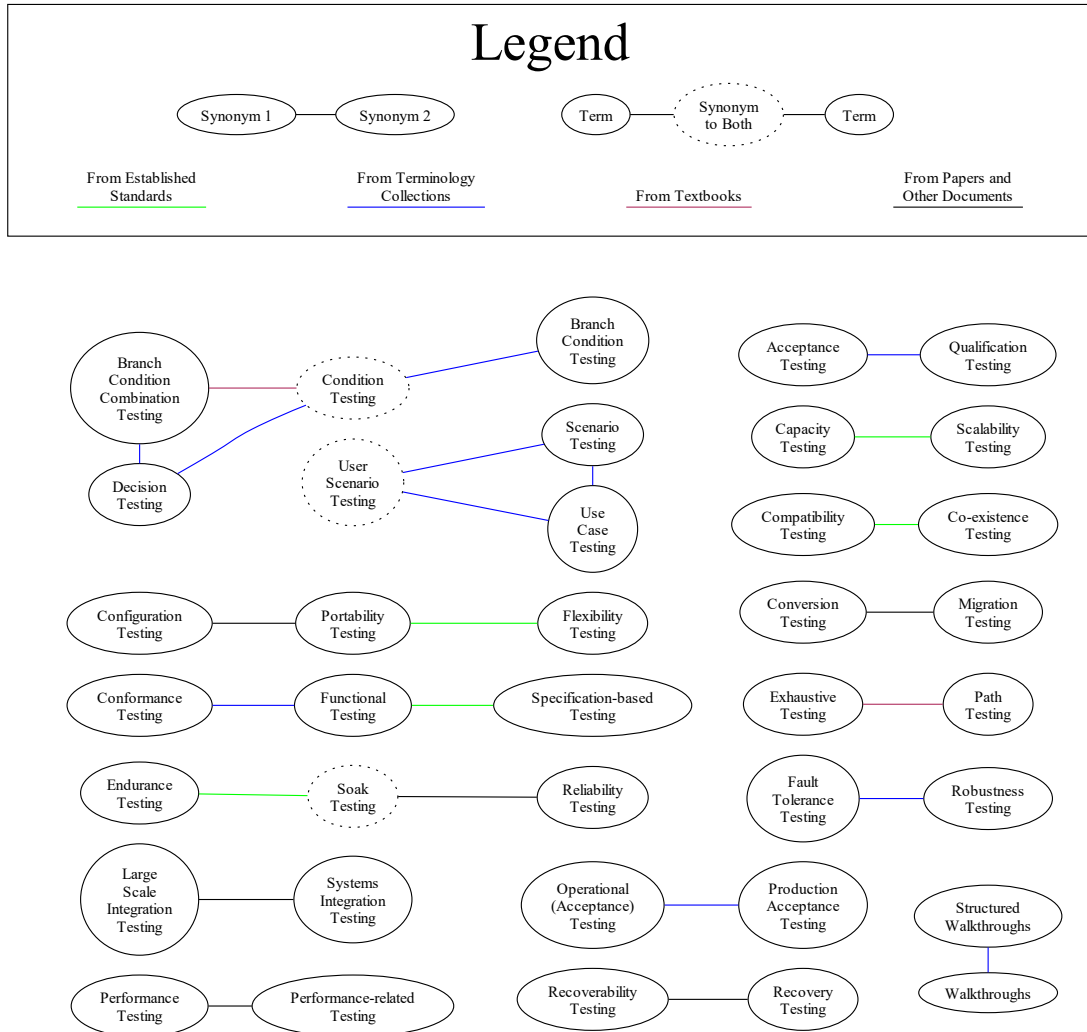 Legend
Synonym 1
Synonym 2
Term
Synonym
to Both
Term
From Established
Standards
From Terminology
Collections
From Textbooks
From Papers and
Other Documents
Branch
Condition
Combination
Testing
Condition
Testing
Branch
Condition
Testing
Decision
Testing
User
Scenario
Testing
Scenario
Testing
Use
Case
Testing
Acceptance
Testing
Qualification
Testing
Capacity
Testing
Scalability
Testing
Compatibility
Testing
Co-existence
Testing
Configuration
Testing
Portability
Testing
Flexibility
Testing
Conversion
Testing
Migration
Testing
Conformance
Testing
Functional
Testing
Specification-based
Testing
Exhaustive
Testing
Path
Testing
Endurance
Testing
Soak
Testing
Reliability
Testing
Fault
Tolerance
Testing
Robustness
Testing
Large
Scale
Integration
Testing
Systems
Integration
Testing
Operational
(Acceptance)
Testing
Production
Acceptance
Testing
Structured
Walkthroughs
Walkthroughs
Performance
Testing
Performance-related
Testing
Recoverability
Testing
Recovery
Testing